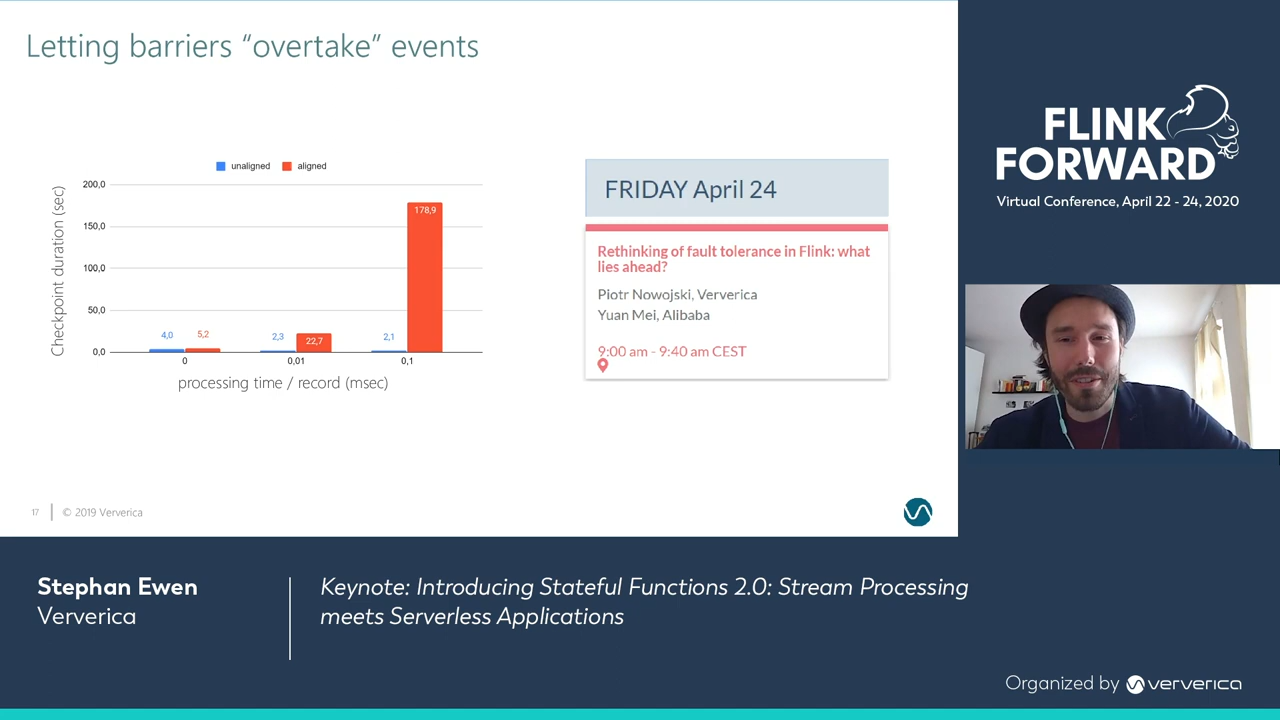 Letting barriers “overtake” events
unaligned
aligned
Checkpoint duration (sec)
200,0
150,0
100,0
50,0
0,0
4,0
5,2
2,3
22,7
2,1
178,9
0
0,01
0,1
processing time / record (msec)
FRIDAY April 24
Rethinking of fault tolerance in Flink: what
lies ahead?
Piotr Nowojski, Ververica
Yuan Mei, Alibaba
9:00 am - 9:40 am CEST
17
© 2019 Ververica
FLINK
FORWARD
Virtual Conference, April 22 - 24, 2020
Stephan Ewen
Ververica
Keynote: Introducing Stateful Functions 2.0: Stream Processing
meets Serverless Applications
Organized by ververica